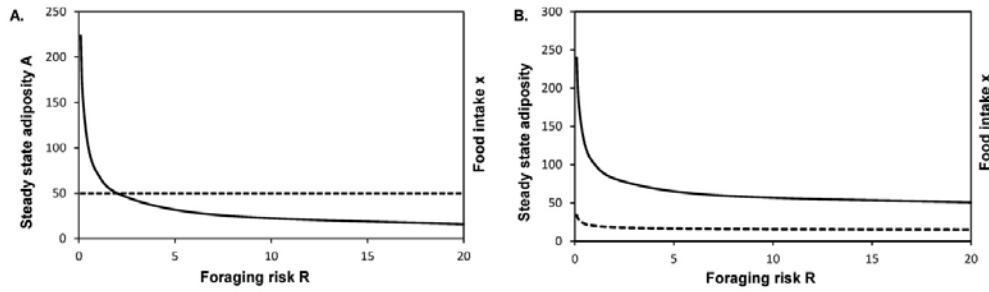 A.
Steady state adiposity A
250
200
150
100
50
0
0 5 10 15 20
Foraging risk R
Food intake x
B.
Steady state adiposity
300
250
200
150
100
50
0
0 5 10 15 20
Foraging risk R
Food intake x